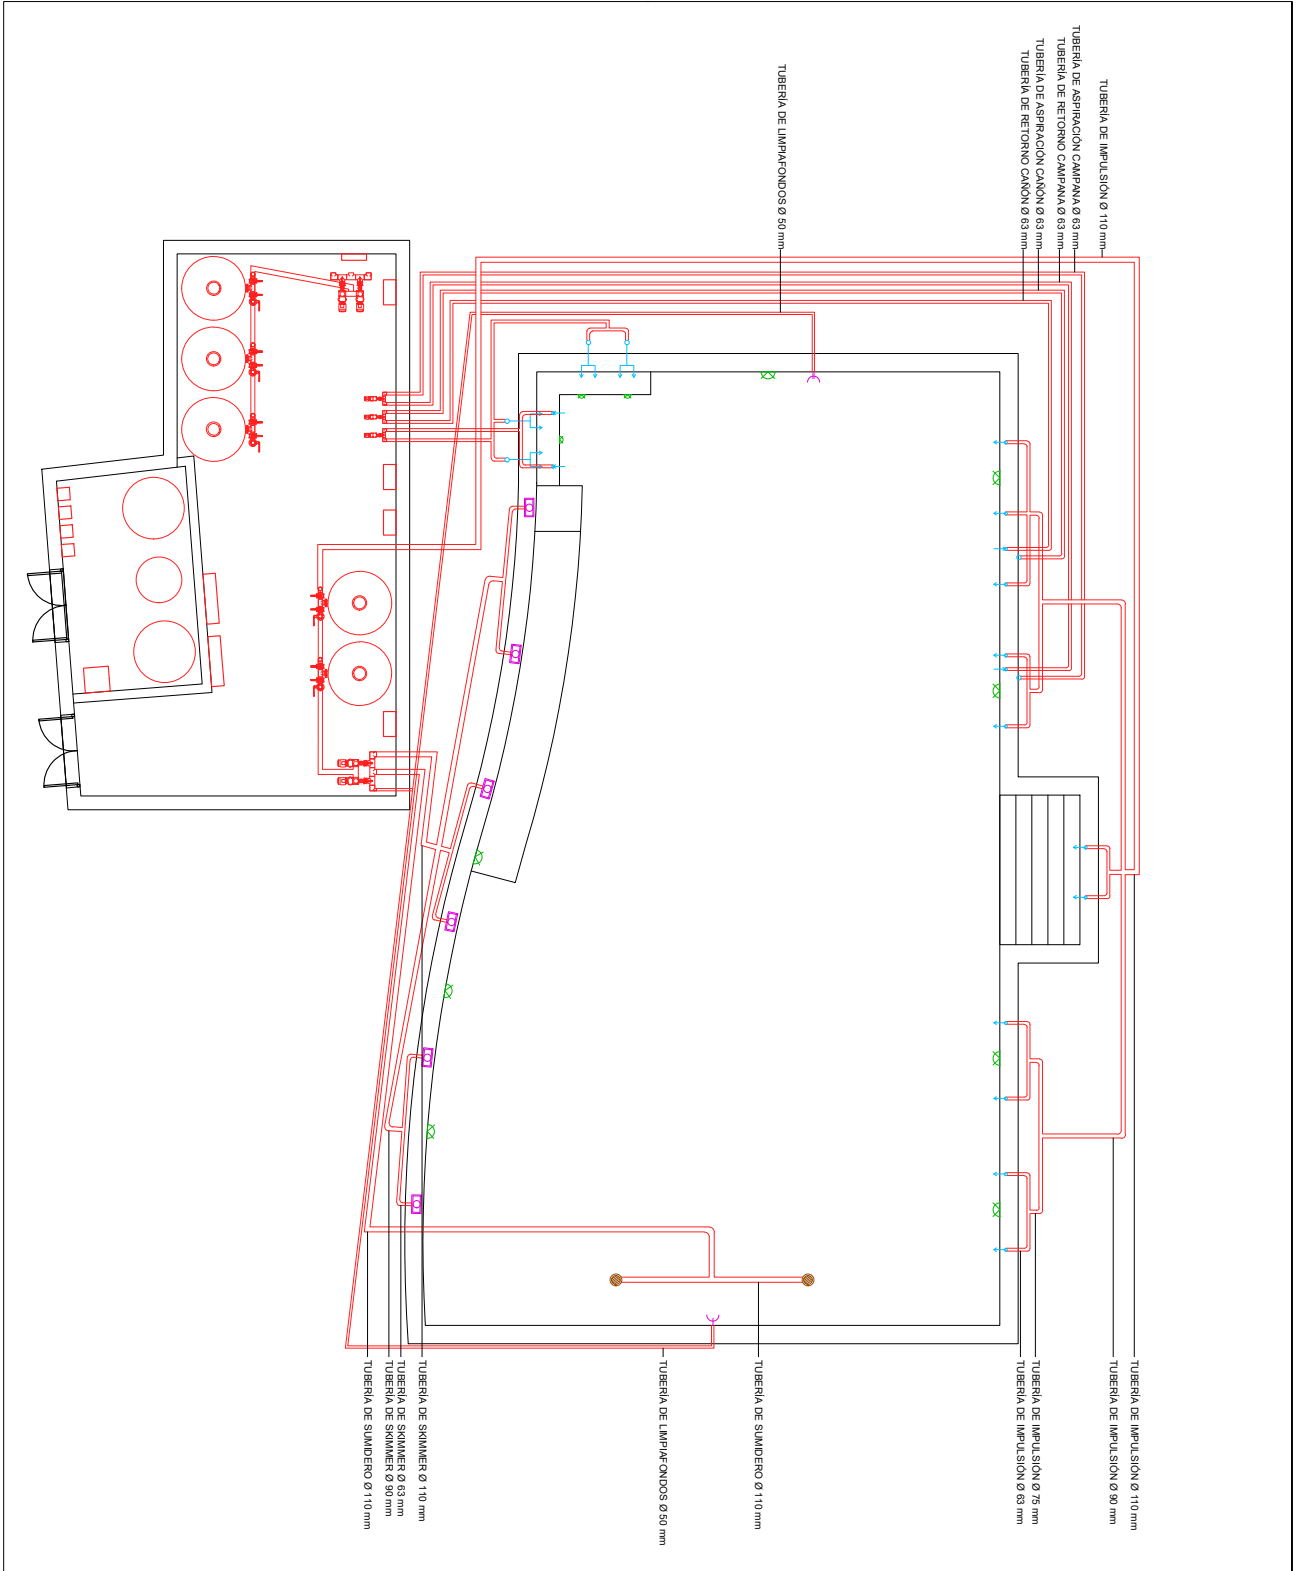 TUBERÍA DE IMPULSIÓN Ø 110 mm
TUBERÍA DE ASPIRACIÓN CAMPANA Ø 63 mm
TUBERÍA DE RETORNO CAMPANA Ø 63 mm
TUBERÍA DE ASPIRACIÓN CAÑÓN Ø 63 mm
TUBERÍA DE RETORNO CAÑÓN Ø 63 mm
TUBERÍA DE LIMPIAFONDOS Ø 50 mm
TUBERÍA DE IMPULSIÓN Ø 110 mm
TUBERÍA DE IMPULSIÓN Ø 90 mm
TUBERÍA DE IMPULSIÓN Ø 75 mm
TUBERÍA DE IMPULSIÓN Ø 63 mm
TUBERÍA DE SUMIDERO Ø 110 mm
TUBERÍA DE LIMPIAFONDOS Ø 50 mm
TUBERÍA DE SKIMMER Ø 110 mm
TUBERÍA DE SKIMMER Ø 63 mm
TUBERÍA DE SKIMMER Ø 90 mm
TUBERÍA DE SUMIDERO Ø 110 mm